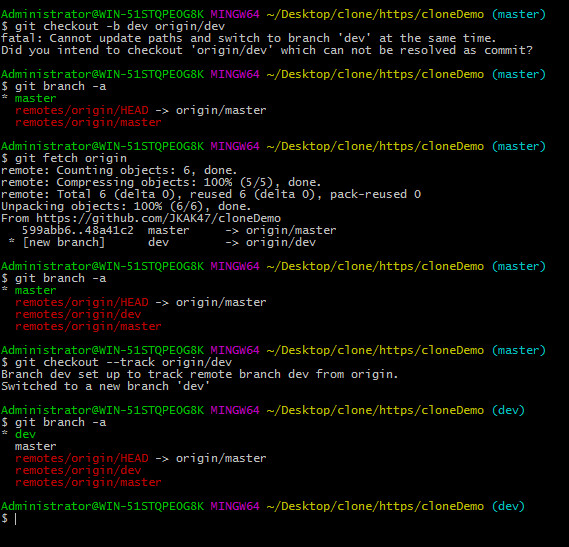 Administrator@WIN-51STQPEOG8K MINGW64 ~/Desktop/clone/https/cloneDemo (master)
$ git checkout -b dev origin/dev
fatal: Cannot update paths and switch to branch 'dev' at the same time.
Did you intend to checkout 'origin/dev' which can not be resolved as commit?
Administrator@WIN-51STQPEOG8K MINGW64 ~/Desktop/clone/https/cloneDemo (master)
$ git branch -a
* master
  remotes/origin/HEAD -> origin/master
  remotes/origin/master
Administrator@WIN-51STQPEOG8K MINGW64 ~/Desktop/clone/https/cloneDemo (master)
$ git fetch origin
remote: Counting objects: 6, done.
remote: Compressing objects: 100% (5/5), done.
remote: Total 6 (delta 0), reused 6 (delta 0), pack-reused 0
Unpacking objects: 100% (6/6), done.
From https://github.com/JKAK47/cloneDemo
   599abb6..48a41c2  master     -> origin/master
 * [new branch]      dev        -> origin/dev
Administrator@WIN-51STQPEOG8K MINGW64 ~/Desktop/clone/https/cloneDemo (master)
$ git branch -a
* master
  remotes/origin/HEAD -> origin/master
  remotes/origin/dev
  remotes/origin/master
Administrator@WIN-51STQPEOG8K MINGW64 ~/Desktop/clone/https/cloneDemo (master)
$ git checkout --track origin/dev
Branch dev set up to track remote branch dev from origin.
Switched to a new branch 'dev'
Administrator@WIN-51STQPEOG8K MINGW64 ~/Desktop/clone/https/cloneDemo (dev)
$ git branch -a
* dev
  master
  remotes/origin/HEAD -> origin/master
  remotes/origin/dev
  remotes/origin/master
Administrator@WIN-51STQPEOG8K MINGW64 ~/Desktop/clone/https/cloneDemo (dev)
$